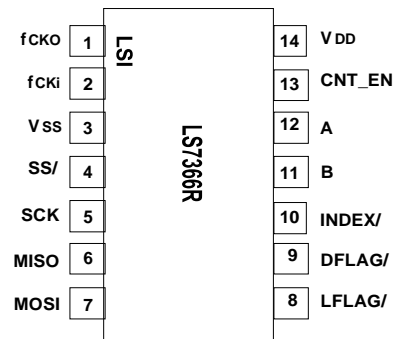 fCKO 1 14 VDD
fCKi 2 13 CNT_EN
VSS 3 12 A
SS/ 4 11 B
SCK 5 10 INDEX/
MISO 6 9 DFLAG/
MOSI 7 8 LFLAG/
LSI
LS7366R